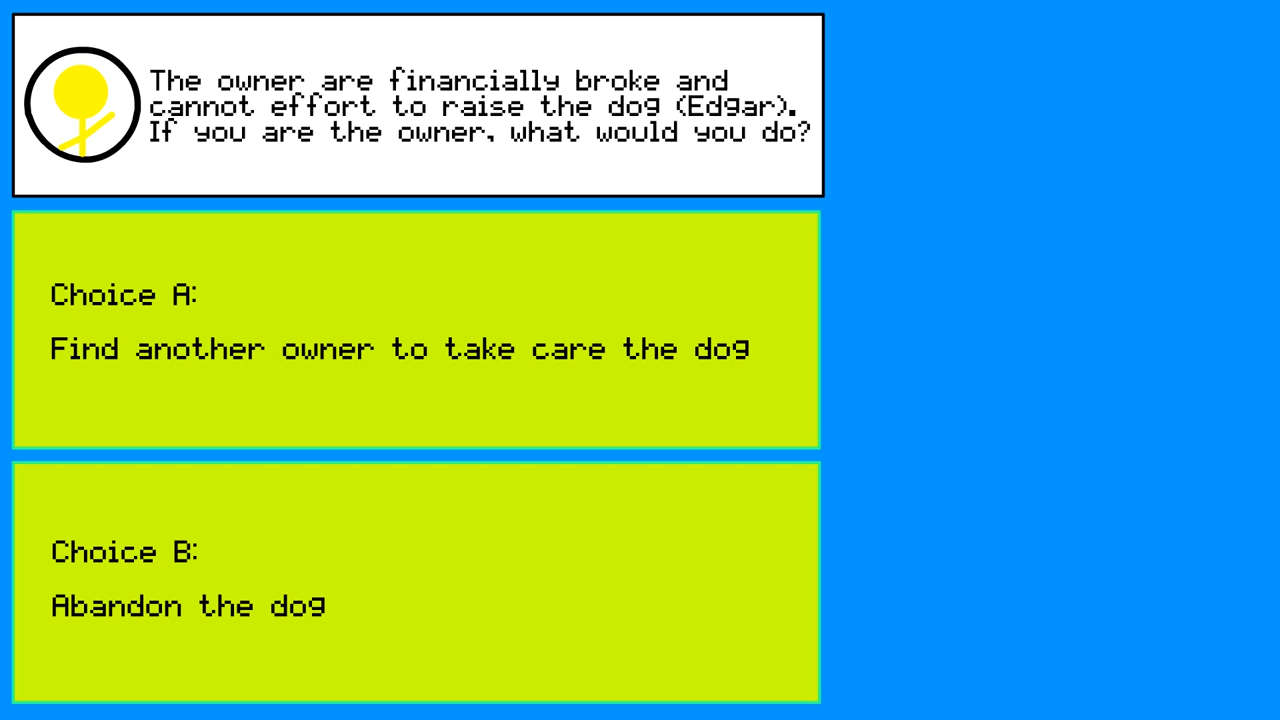 The owner are financially broke and
cannot effort to raise the dog (Edgar).
If you are the owner, what would you do?
Choice A:
Find another owner to take care the dog
Choice B:
Abandon the dog